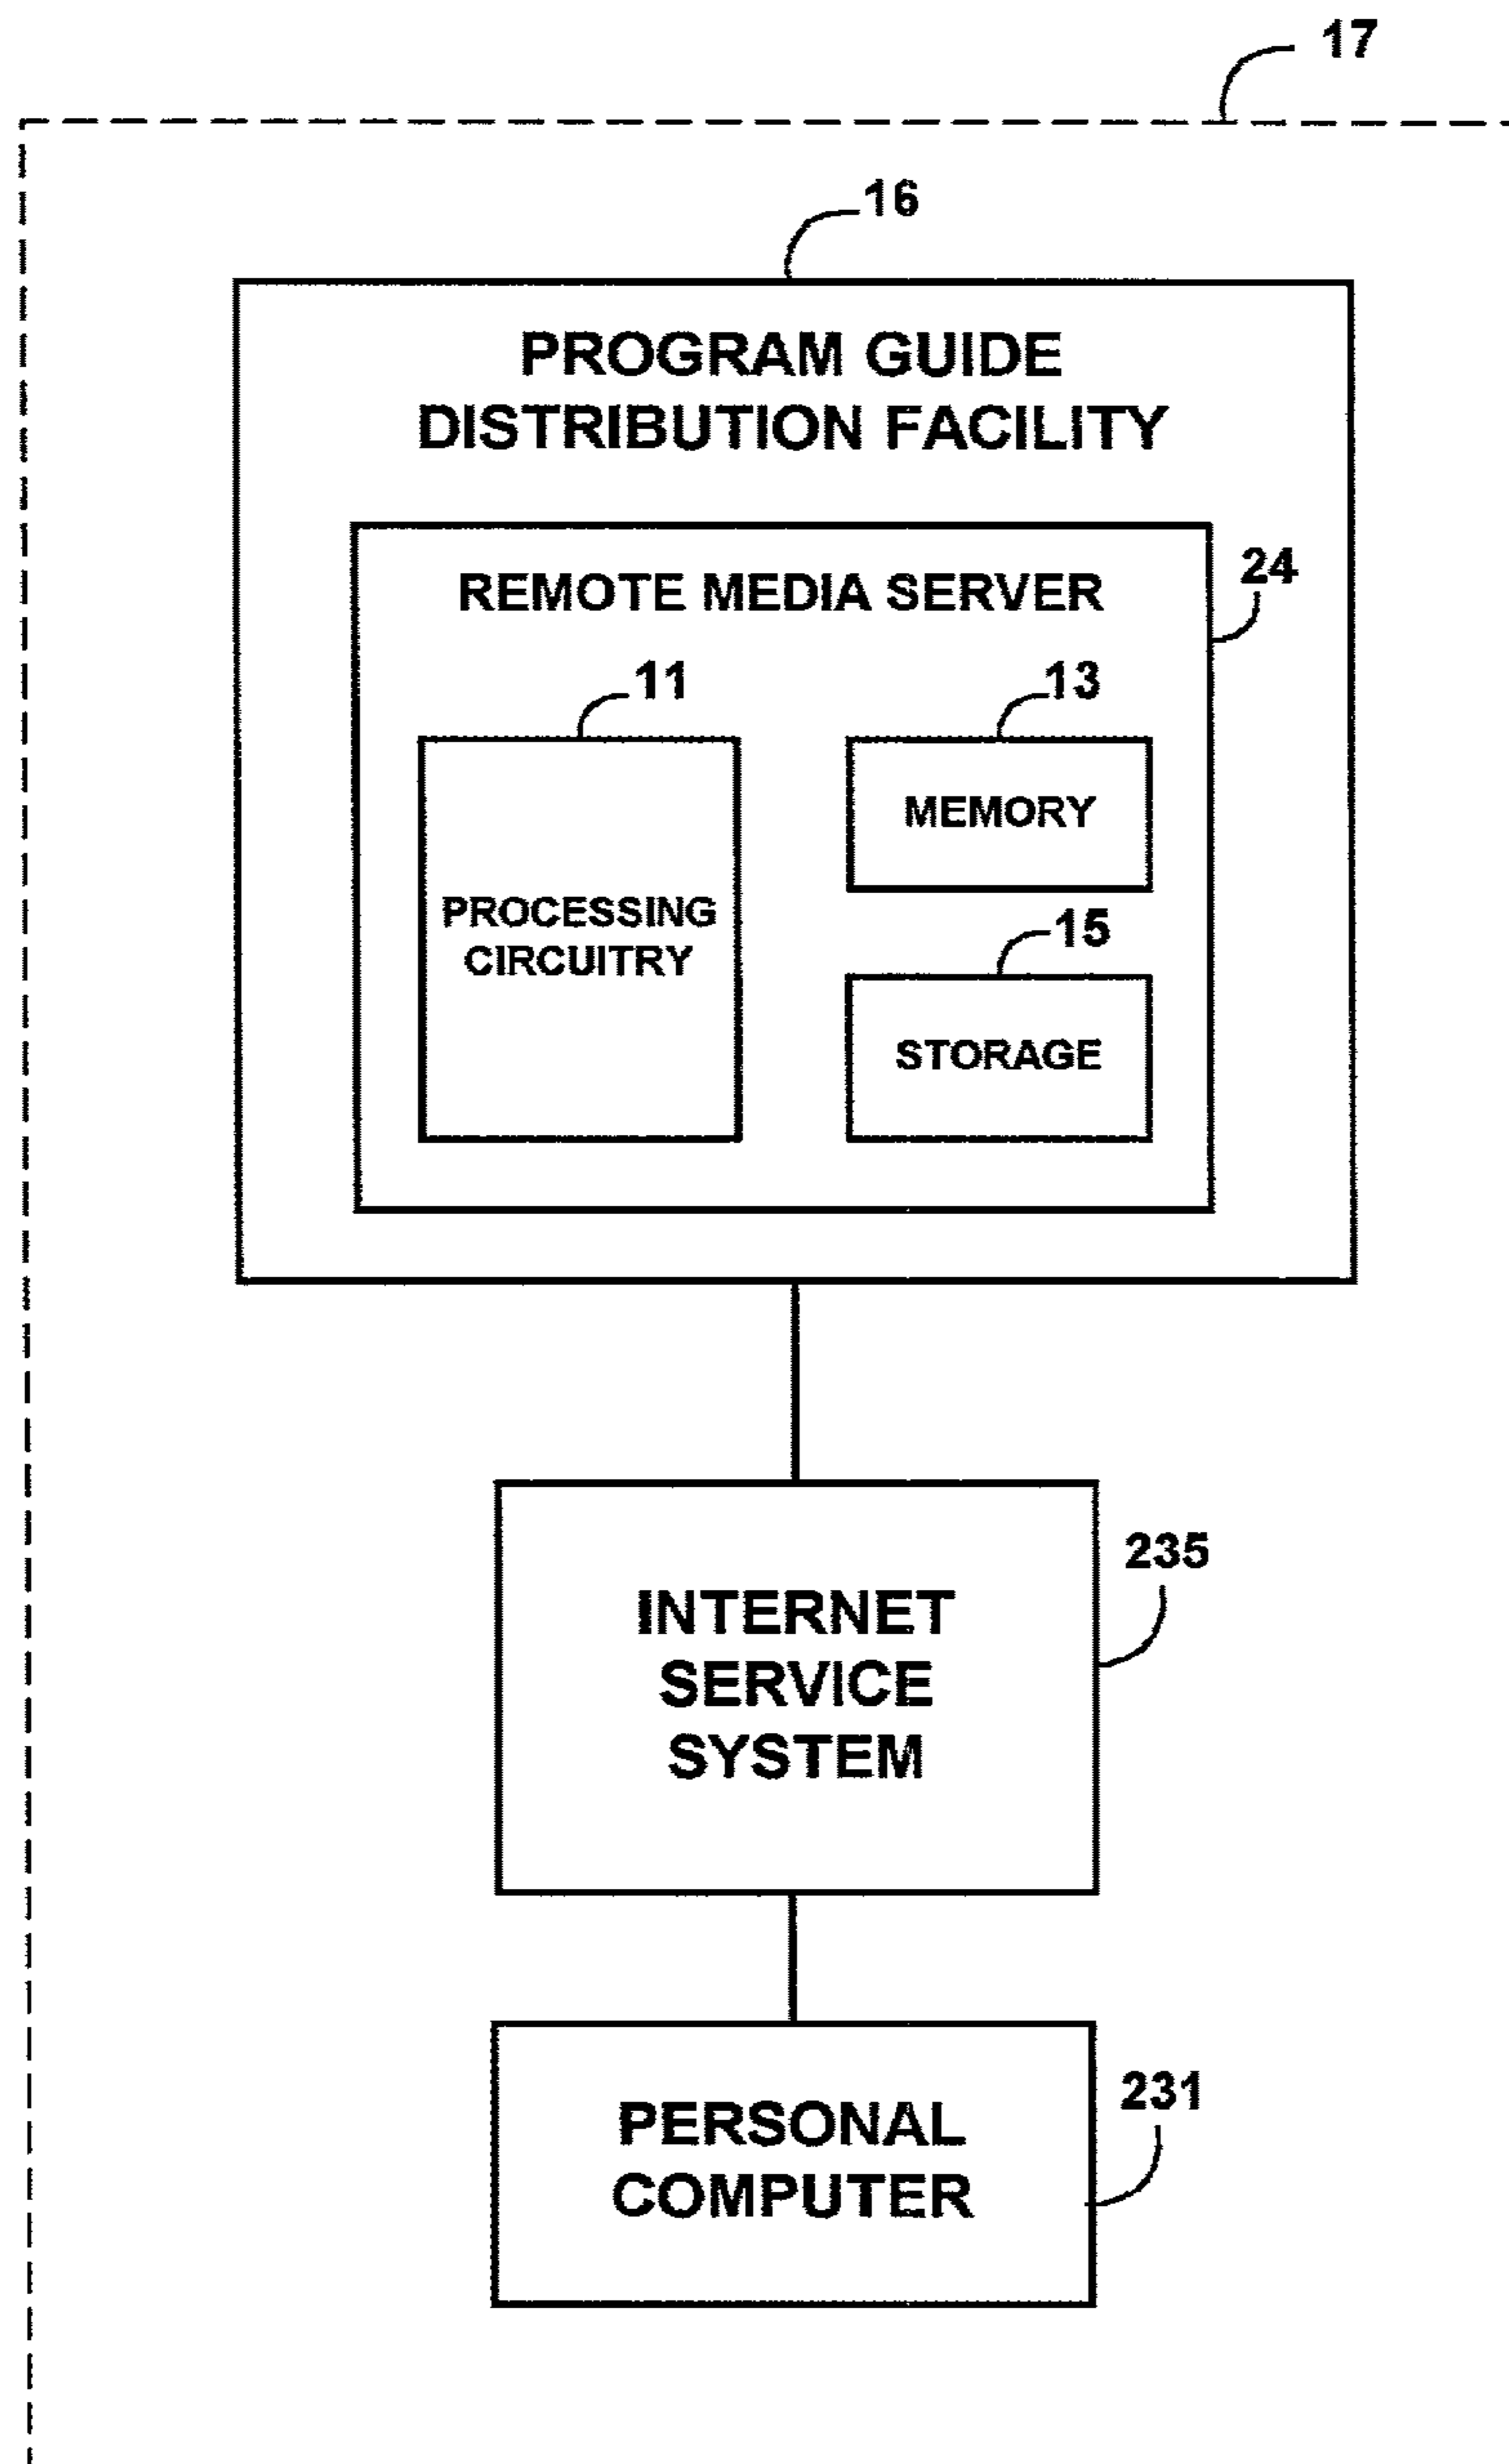 17
16
PROGRAM GUIDE
DISTRIBUTION FACILITY
REMOTE MEDIA SERVER
24
11
13
MEMORY
PROCESSING
CIRCUITRY
15
STORAGE
INTERNET
SERVICE
SYSTEM
235
PERSONAL
COMPUTER
231